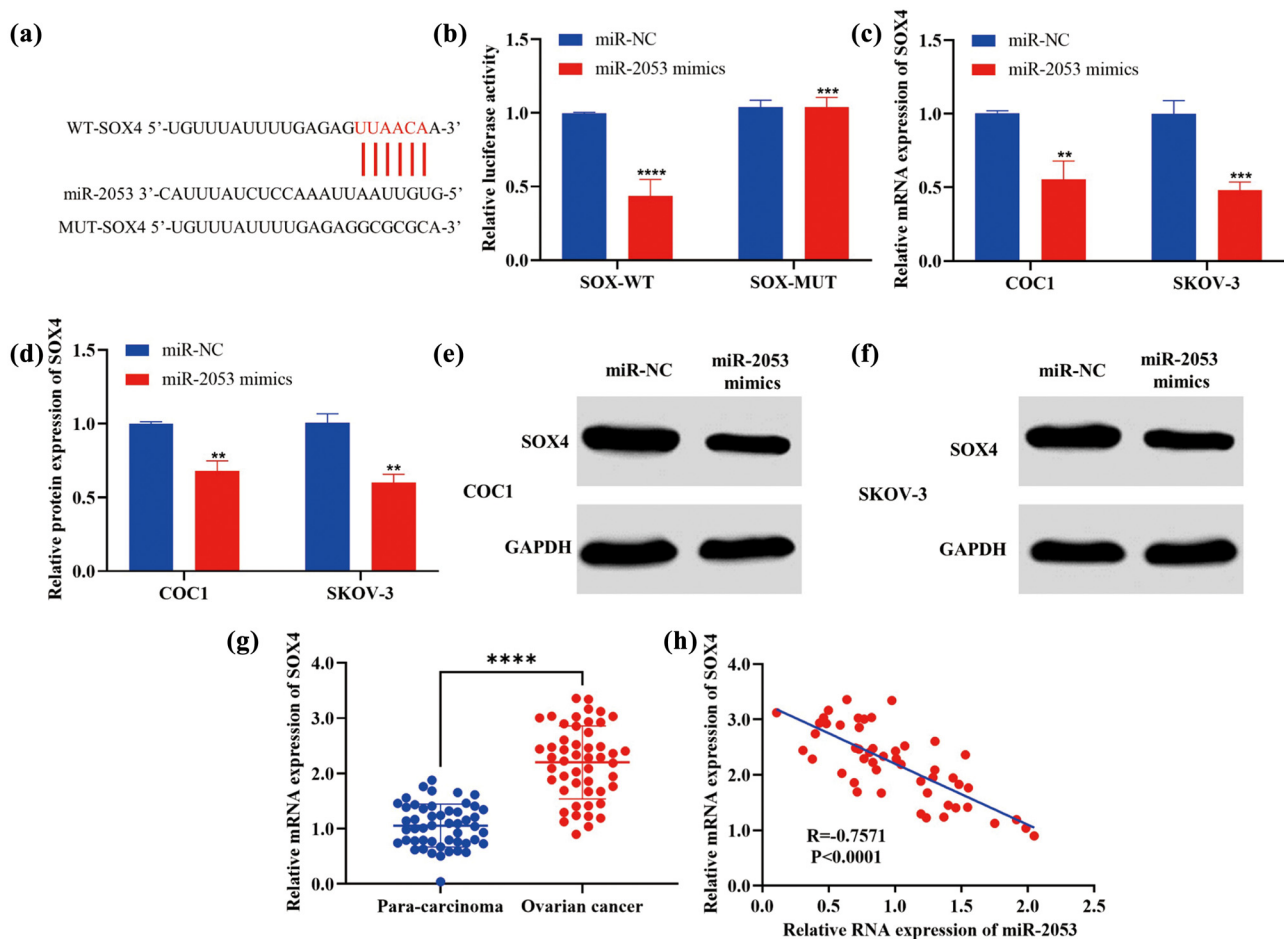 (a)
WT-SOX4 5'-UGUUUAUUUUGAGAGUUAACAA-3'
miR-2053 3'-CAUUUAUCUCCAAAUUAAUUGUG-5'
MUT-SOX4 5'-UGUUUAUUUUGAGAGGCGCGCA-3'
(b)
miR-NC
miR-2053 mimics
Relative luciferase activity
1.5
1.0
0.5
0.0
****
***
SOX-WT
SOX-MUT
(c)
miR-NC
miR-2053 mimics
Relative mRNA expression of SOX4
1.5
1.0
0.5
0.0
**
***
COC1
SKOV-3
(d)
miR-NC
miR-2053 mimics
Relative protein expression of SOX4
1.5
1.0
0.5
0.0
**
**
COC1
SKOV-3
(e)
miR-NC
miR-2053
mimics
SOX4
COC1
GAPDH
(f)
miR-NC
miR-2053
mimics
SOX4
SKOV-3
GAPDH
(g)
Relative mRNA expression of SOX4
4.0
3.0
2.0
1.0
0.0
****
Para-carcinoma
Ovarian cancer
(h)
Relative mRNA expression of SOX4
4.0
3.0
2.0
1.0
0.0
R=-0.7571
P<0.0001
0.0 0.5 1.0 1.5 2.0 2.5
Relative RNA expression of miR-2053